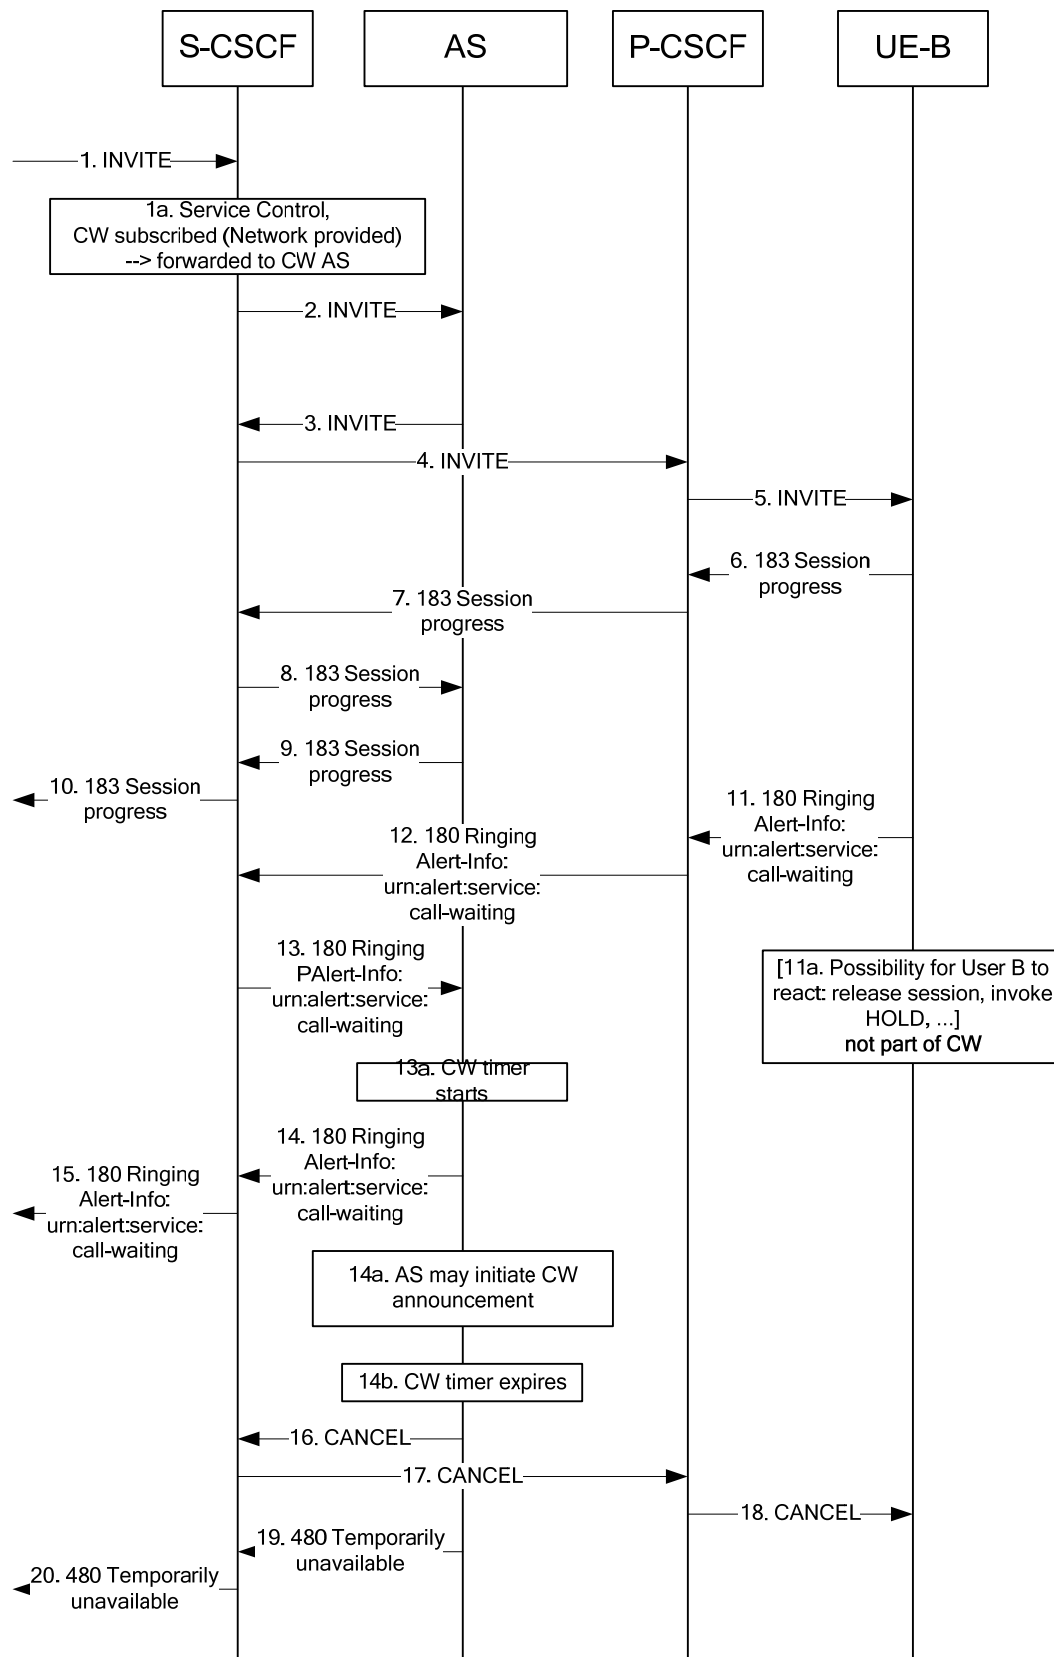 S-CSCF
AS
P-CSCF
UE-B
1. INVITE
1a. Service Control,
CW subscribed (Network provided)
--> forwarded to CW AS
2. INVITE
3. INVITE
4. INVITE
5. INVITE
6. 183 Session
progress
7. 183 Session
progress
8. 183 Session
progress
9. 183 Session
progress
10. 183 Session
progress
11. 180 Ringing
Alert-Info:
urn:alert:service:
call-waiting
12. 180 Ringing
Alert-Info:
urn:alert:service:
call-waiting
[11a. Possibility for User B to
react: release session, invoke
HOLD, ...]
not part of CW
13. 180 Ringing
PAlert-Info:
urn:alert:service:
call-waiting
13a. CW timer
starts
14. 180 Ringing
Alert-Info:
urn:alert:service:
call-waiting
15. 180 Ringing
Alert-Info:
urn:alert:service:
call-waiting
14a. AS may initiate CW
announcement
14b. CW timer expires
16. CANCEL
17. CANCEL
18. CANCEL
19. 480 Temporarily
unavailable
20. 480 Temporarily
unavailable